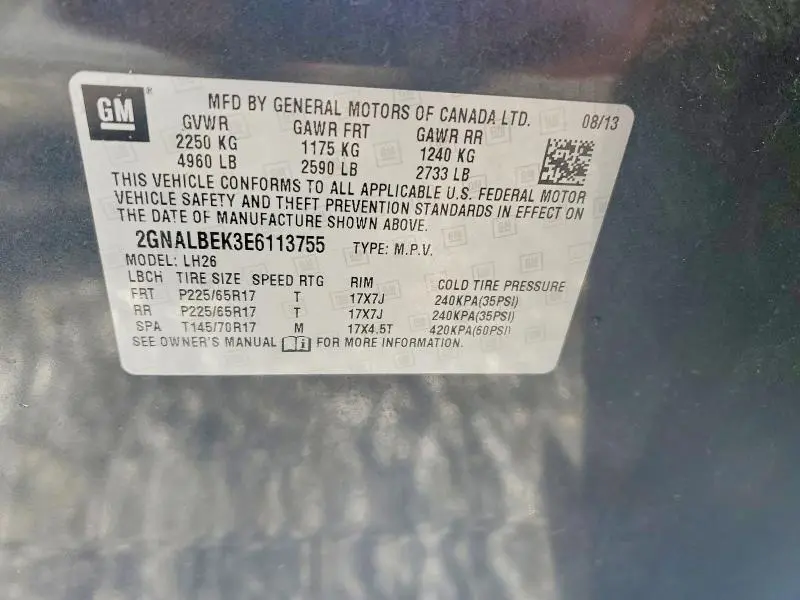 GM ®
MFD BY GENERAL MOTORS OF CANADA LTD. 08/13
GVWR GAWR FRT GAWR RR
2250 KG 1175 KG 1240 KG
4960 LB 2590 LB 2733 LB
THIS VEHICLE CONFORMS TO ALL APPLICABLE U.S. FEDERAL MOTOR
VEHICLE SAFETY AND THEFT PREVENTION STANDARDS IN EFFECT ON
THE DATE OF MANUFACTURE SHOWN ABOVE.
2GNALBEK3E6113755 TYPE: M.P.V.
MODEL: LH26
LBCH TIRE SIZE SPEED RTG RIM COLD TIRE PRESSURE
FRT P225/65R17 T 17X7J 240KPA(35PSI)
RR P225/65R17 T 17X7J 240KPA(35PSI)
SPA T145/70R17 M 17X4.5T 420KPA(60PSI)
SEE OWNER'S MANUAL i FOR MORE INFORMATION.